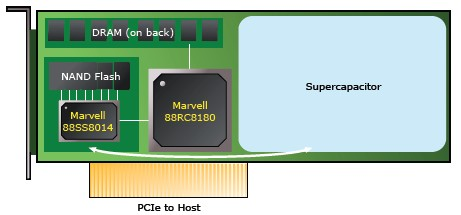 DRAM (on back)
NAND Flash
Marvell
88SS8014
Marvell
88RC8180
Supercapacitor
PCIe to Host